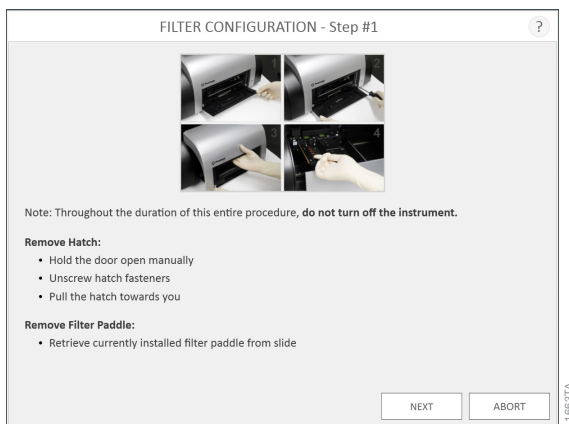 FILTER CONFIGURATION - Step #1
?
1
2
3
4
Note: Throughout the duration of this entire procedure, do not turn off the instrument.
Remove Hatch:
• Hold the door open manually
• Unscrew hatch fasteners
• Pull the hatch towards you
Remove Filter Paddle:
• Retrieve currently installed filter paddle from slide
NEXT
ABORT